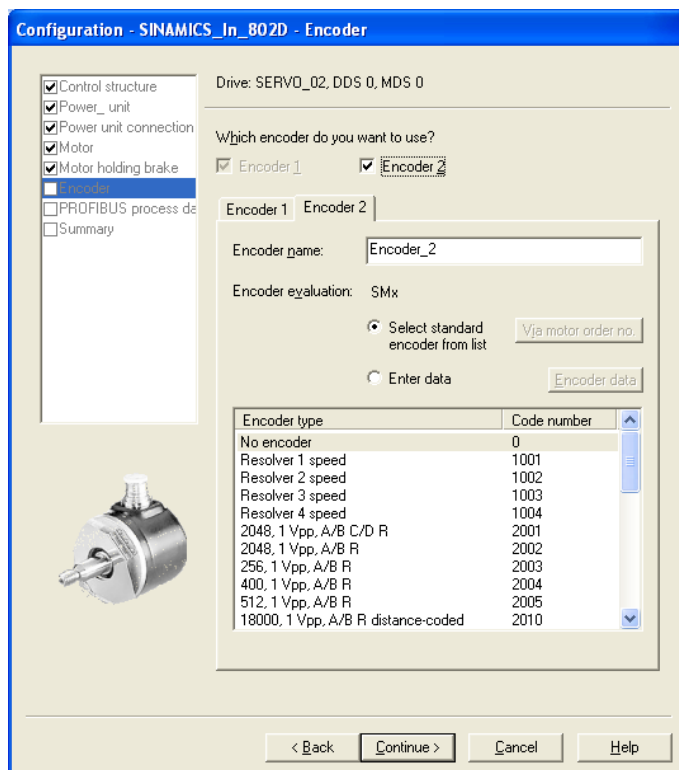 Configuration - SINAMICS_In_802D - Encoder
Control structure
Power_ unit
Power unit connection
Motor
Motor holding brake
Encoder
PROFIBUS process da
Summary
Drive: SERVO_02, DDS 0, MDS 0
Which encoder do you want to use?
Encoder 1 Encoder 2
Encoder 1 Encoder 2
Encoder name: Encoder_2
Encoder evaluation: SMx
Select standard encoder from list Via motor order no.
Enter data Encoder data
Encoder type Code number
No encoder 0
Resolver 1 speed 1001
Resolver 2 speed 1002
Resolver 3 speed 1003
Resolver 4 speed 1004
2048, 1 Vpp, A/B C/D R 2001
2048, 1 Vpp, A/B R 2002
256, 1 Vpp, A/B R 2003
400, 1 Vpp, A/B R 2004
512, 1 Vpp, A/B R 2005
18000, 1 Vpp, A/B R distance-coded 2010
< Back Continue > Cancel Help